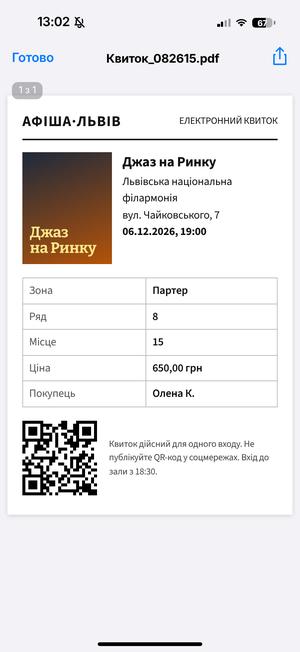 13:02
67
Готово
Квиток_082615.pdf
1 з 1
АФІША·ЛЬВІВ
ЕЛЕКТРОННИЙ КВИТОК
Джаз
на Ринку
Джаз на Ринку
Львівська національна
філармонія
вул. Чайковського, 7
06.12.2026, 19:00
Зона Партер
Ряд 8
Місце 15
Ціна 650,00 грн
Покупець Олена К.
Квиток дійсний для одного входу. Не
публікуйте QR-код у соцмережах. Вхід до
зали з 18:30.